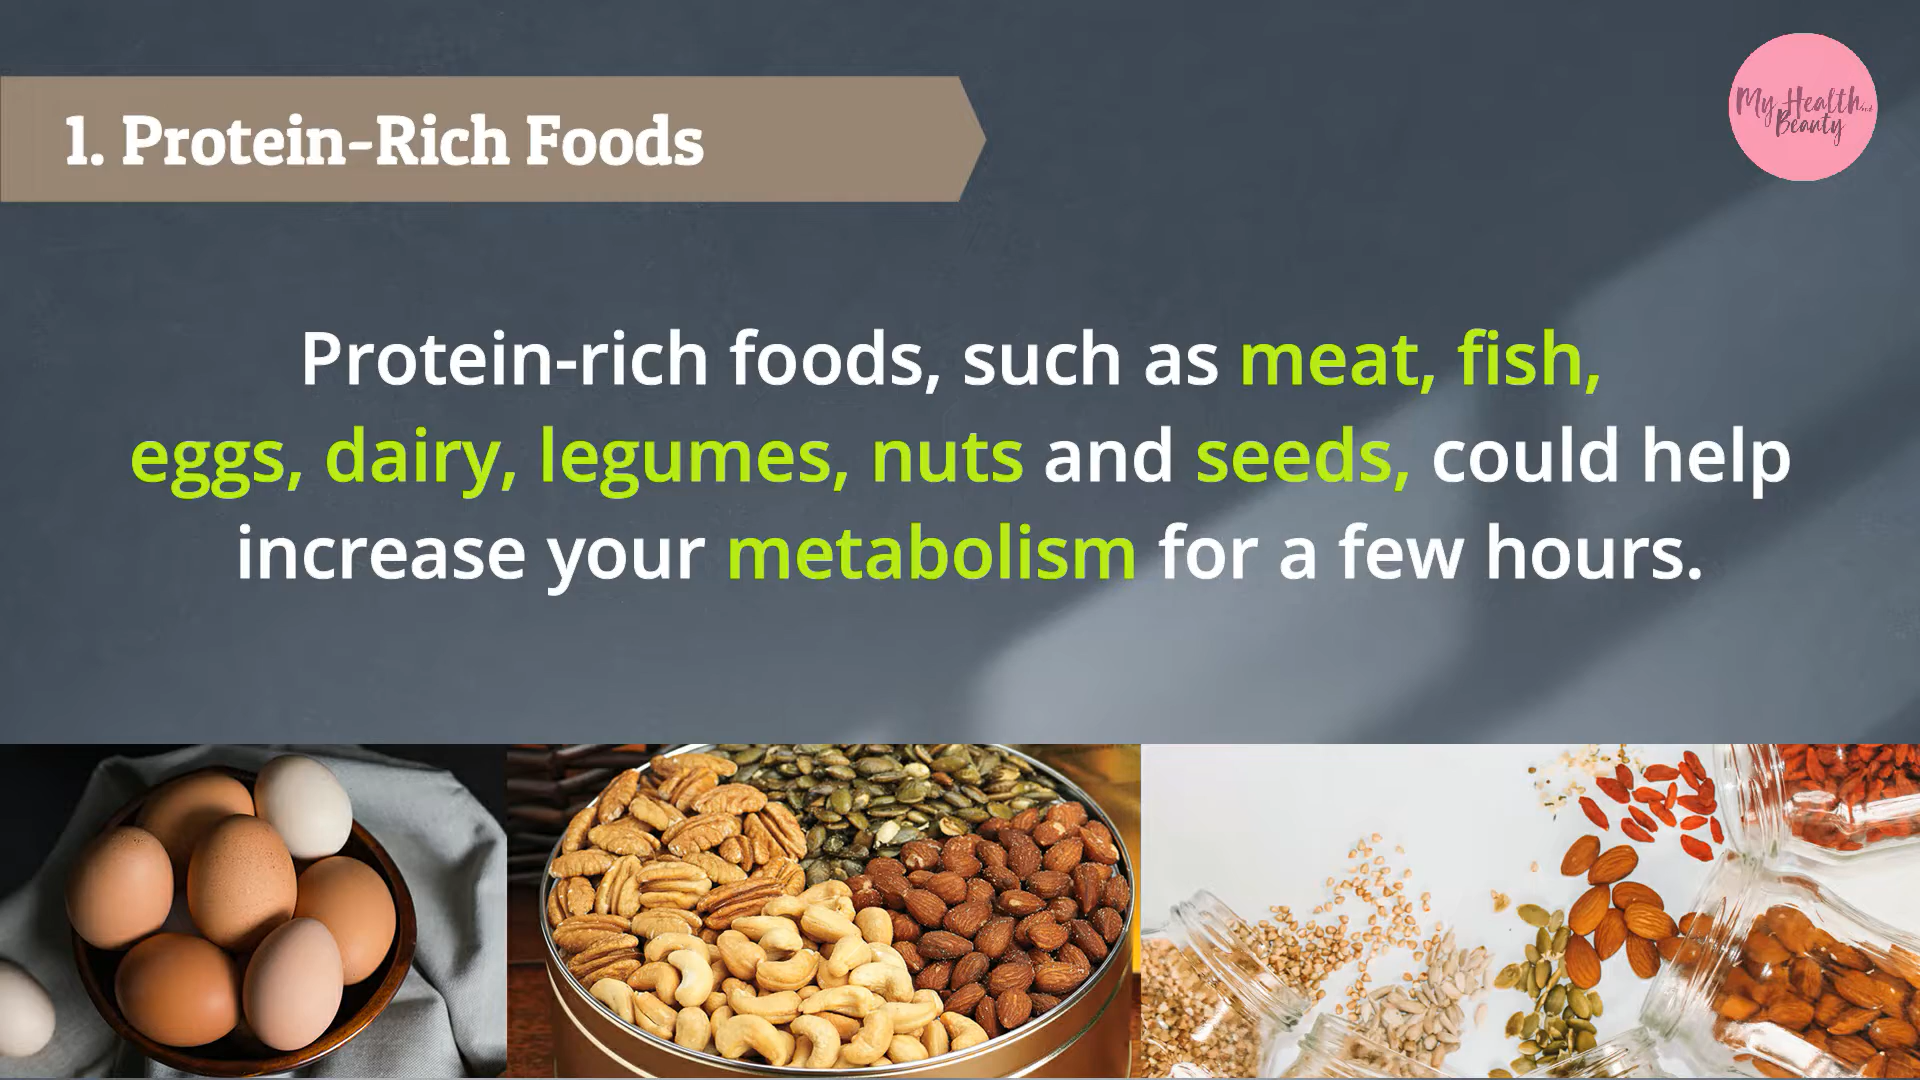 1. Protein-Rich Foods
My Health and
Beauty
Protein-rich foods, such as meat, fish,
eggs, dairy, legumes, nuts and seeds, could help
increase your metabolism for a few hours.